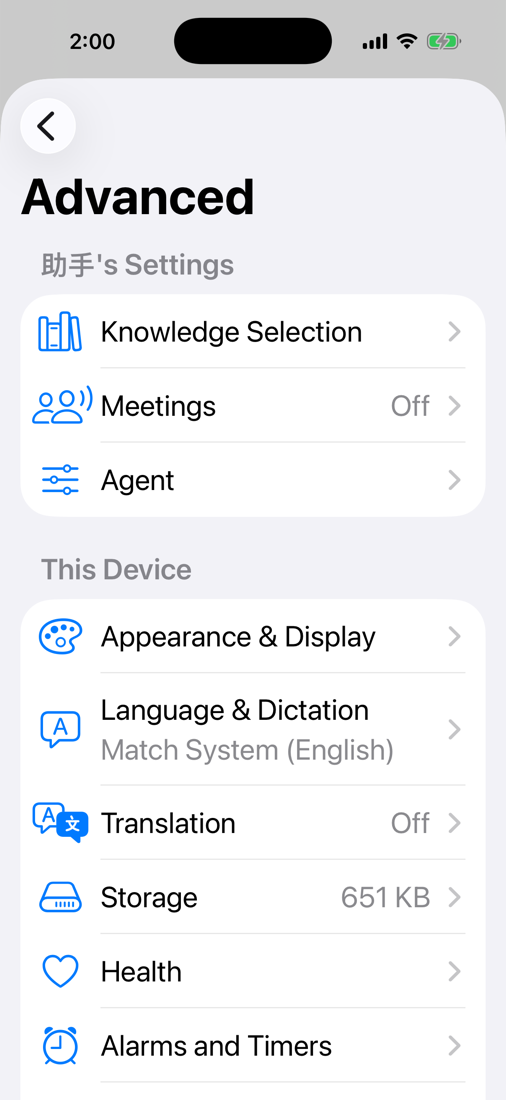 2:00
Advanced
助手's Settings
Knowledge Selection
Meetings Off
Agent
This Device
Appearance & Display
A Language & Dictation
Match System (English)
A 文 Translation Off
Storage 651 KB
Health
Alarms and Timers